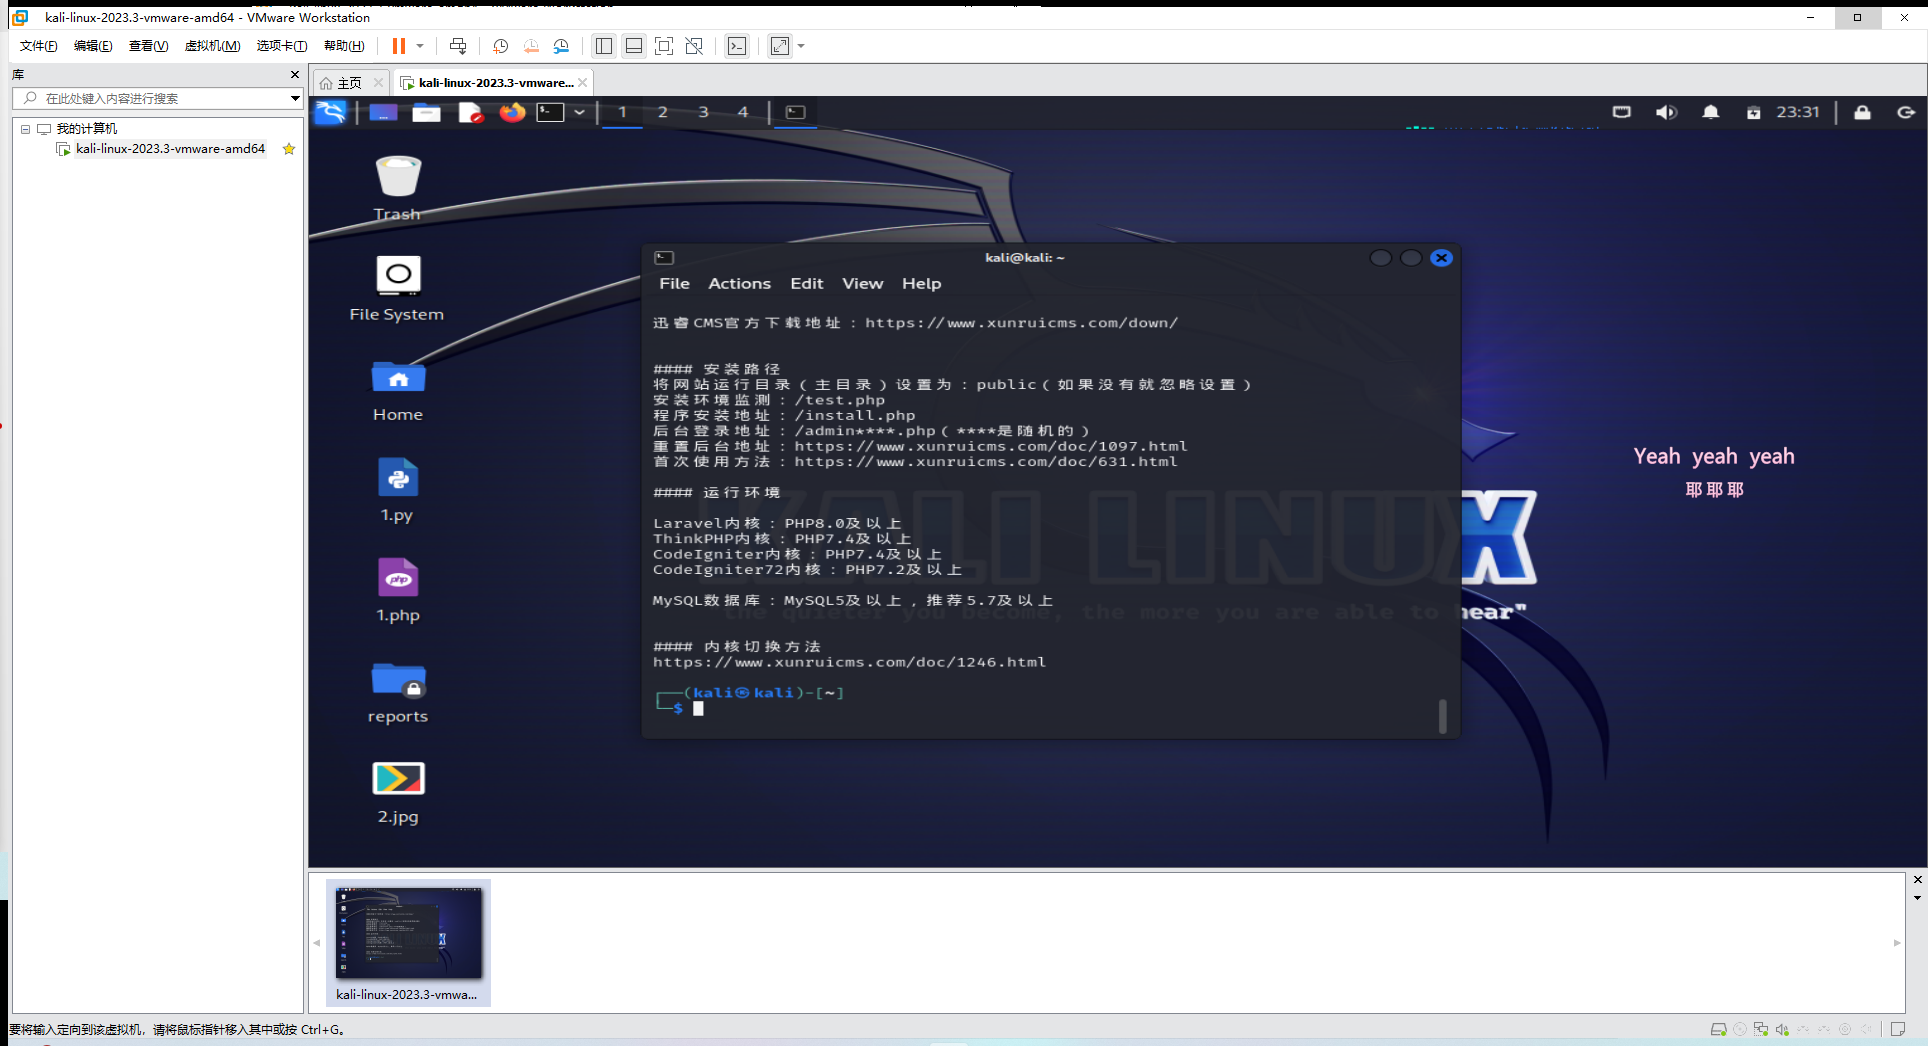 kali-linux-2023.3-vmware-amd64 - VMware Workstation
文件(F) 编辑(E) 查看(V) 虚拟机(M) 选项卡(T) 帮助(H)
库
在此处键入内容进行搜索
我的计算机
kali-linux-2023.3-vmware-amd64
主页
kali-linux-2023.3-vmware...
1 2 3 4
23:31
Trash
File System
Home
1.py
1.php
reports
2.jpg
kali@kali: ~
File Actions Edit View Help
迅睿CMS官方下载地址：https://www.xunruicms.com/down/
#### 安装路径
将网站运行目录（主目录）设置为：public（如果没有就忽略设置）
安装环境监测：/test.php
程序安装地址：/install.php
后台登录地址：/admin****.php（****是随机的）
重置后台地址：https://www.xunruicms.com/doc/1097.html
首次使用方法：https://www.xunruicms.com/doc/631.html
#### 运行环境
Laravel内核：PHP8.0及以上
ThinkPHP内核：PHP7.4及以上
CodeIgniter内核：PHP7.4及以上
CodeIgniter72内核：PHP7.2及以上
MySQL数据库：MySQL5及以上，推荐5.7及以上
#### 内核切换方法
https://www.xunruicms.com/doc/1246.html
┌──(kali㉿kali)-[~]
└─$
KALI LINUX
the quieter you become, the more you are able to hear"
Yeah yeah yeah
耶耶耶
kali-linux-2023.3-vmwa...
要将输入定向到该虚拟机，请将鼠标指针移入其中或按 Ctrl+G。